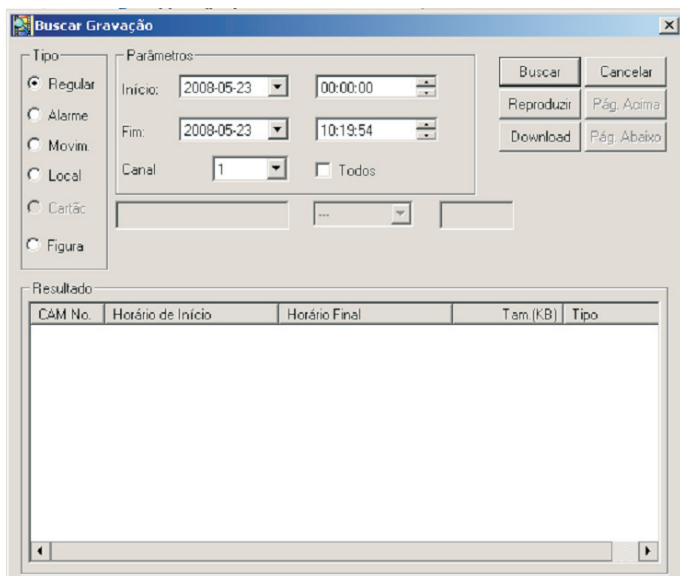 Buscar Gravação
Tipo
Regular
Alarme
Movim.
Local
Cartãc
Figura
Parâmetros
Início: 2008-05-23 00:00:00
Fim: 2008-05-23 10:19:54
Canal 1 Todos
---
Buscar Cancelar
Reproduzir Pág. Acima
Download Pág. Abaixo
Resultado
CAM No. Horário de Início Horário Final Tam.(KB) Tipo